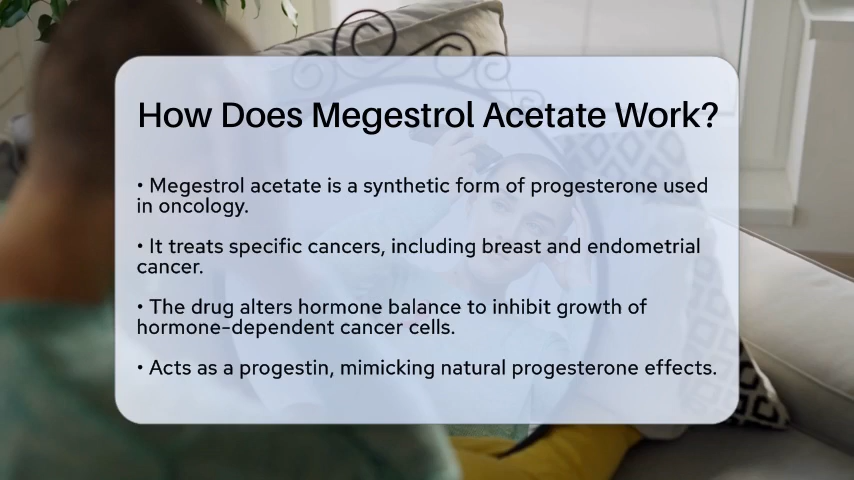 How Does Megestrol Acetate Work?
• Megestrol acetate is a synthetic form of progesterone used
in oncology.
• It treats specific cancers, including breast and endometrial
cancer.
• The drug alters hormone balance to inhibit growth of
hormone-dependent cancer cells.
• Acts as a progestin, mimicking natural progesterone effects.